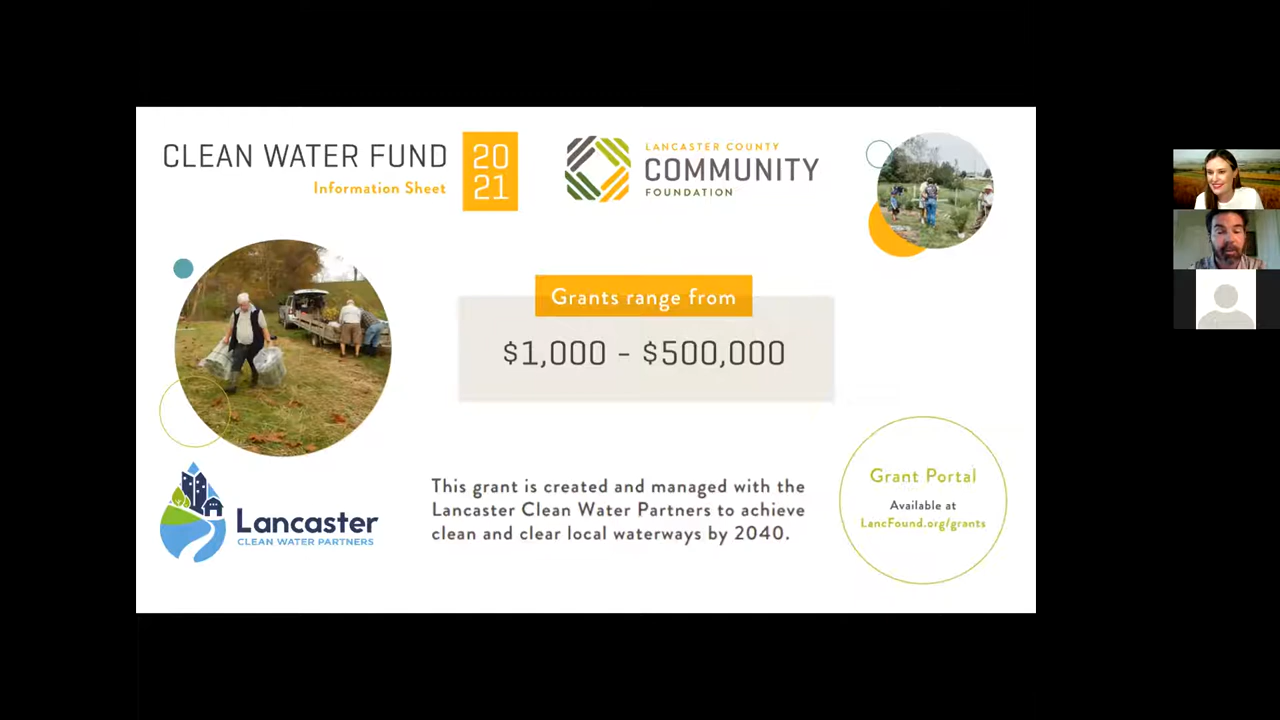 CLEAN WATER FUND
Information Sheet
20
21
LANCASTER COUNTY
COMMUNITY
FOUNDATION
Grants range from
$1,000 - $500,000
Lancaster
CLEAN WATER PARTNERS
This grant is created and managed with the
Lancaster Clean Water Partners to achieve
clean and clear local waterways by 2040.
Grant Portal
Available at
LancFound.org/grants